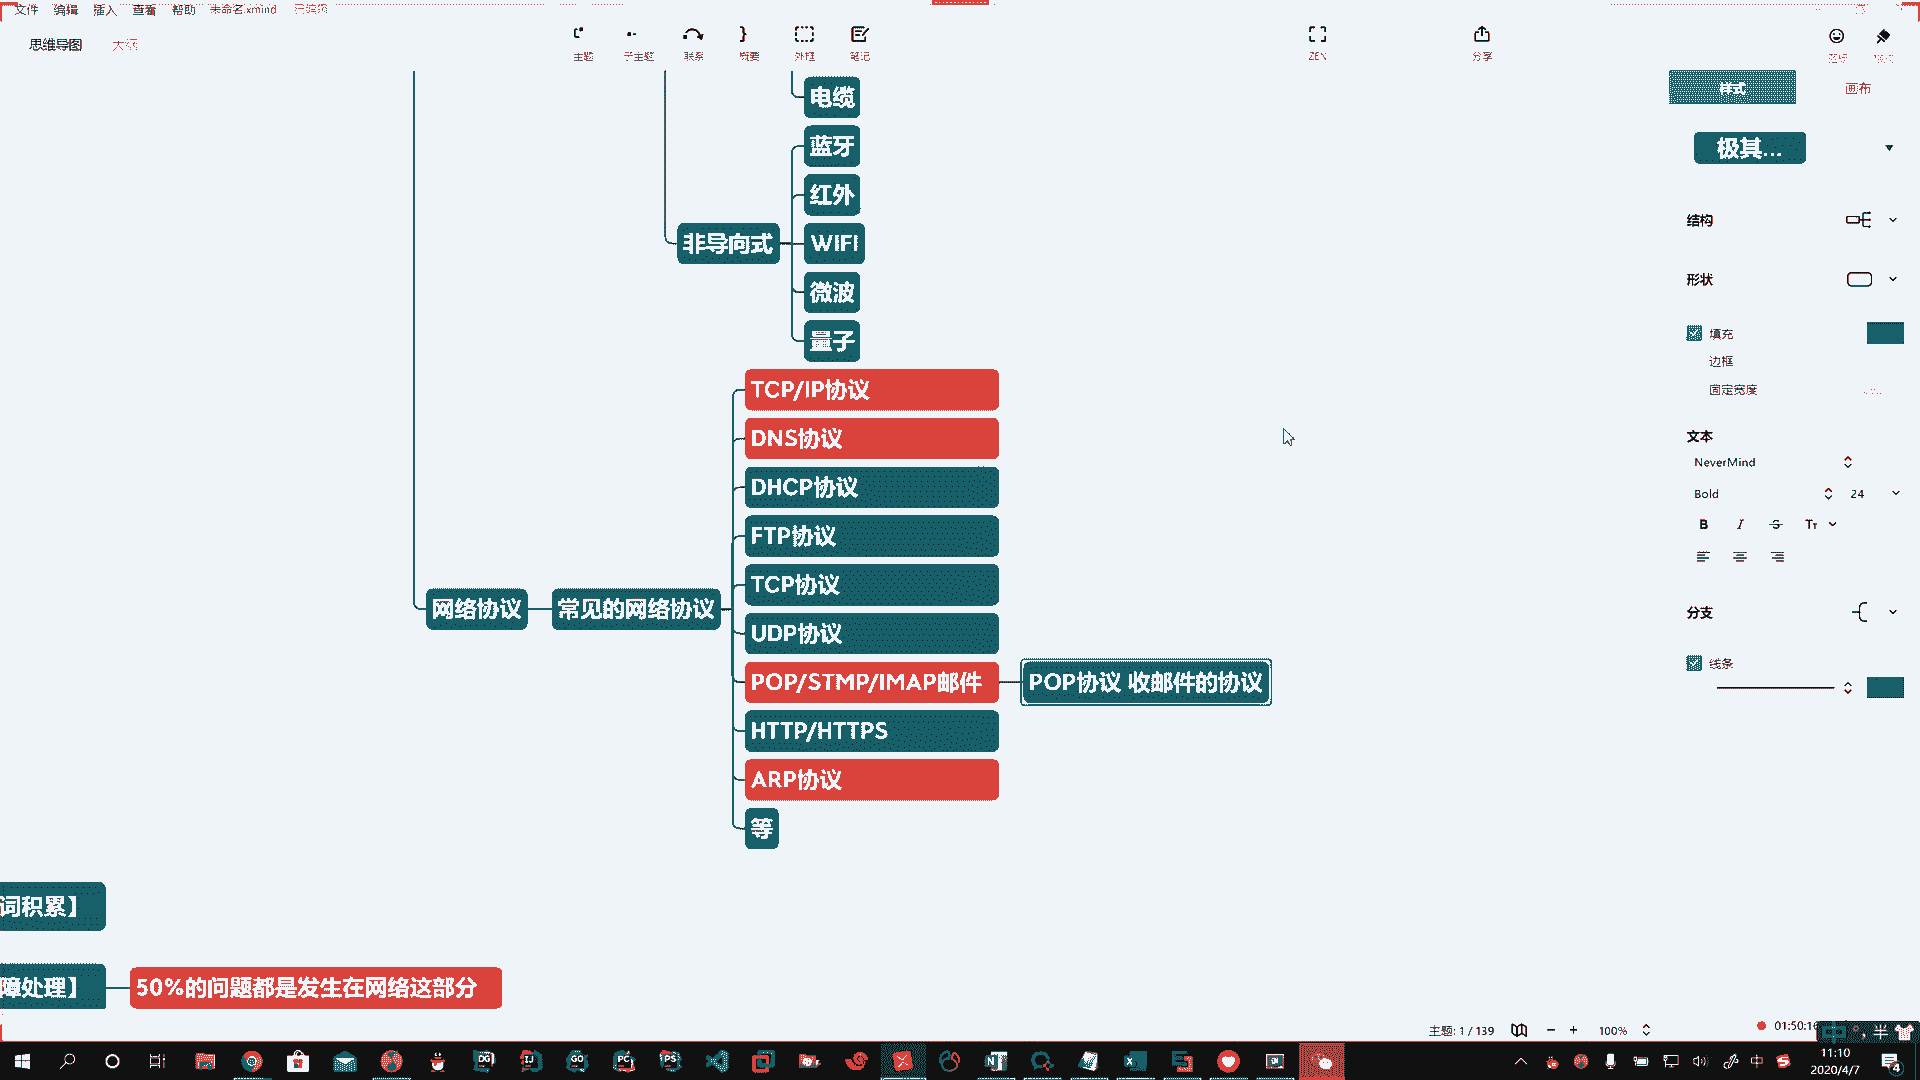 文件 编辑 插入 查看 帮助 未命名.xmind 已编辑
思维导图 大纲
主题 子主题 联系 概要 外框 笔记 ZEN 分享
样式 画布
极其...
结构
形状
填充
边框
固定宽度
文本
NeverMind
Bold 24
B I S Tт
分支
线条
电缆
蓝牙
红外
非导向式
WIFI
微波
量子
TCP/IP协议
DNS协议
DHCP协议
FTP协议
TCP协议
网络协议
常见的网络协议
UDP协议
POP/STMP/IMAP邮件
POP协议 收邮件的协议
HTTP/HTTPS
ARP协议
等
词积累】
障处理】
50%的问题都是发生在网络这部分
主题: 1 / 139
100%
中 半
DG IJ GO PC PS
中
11:10
2020/4/7
4